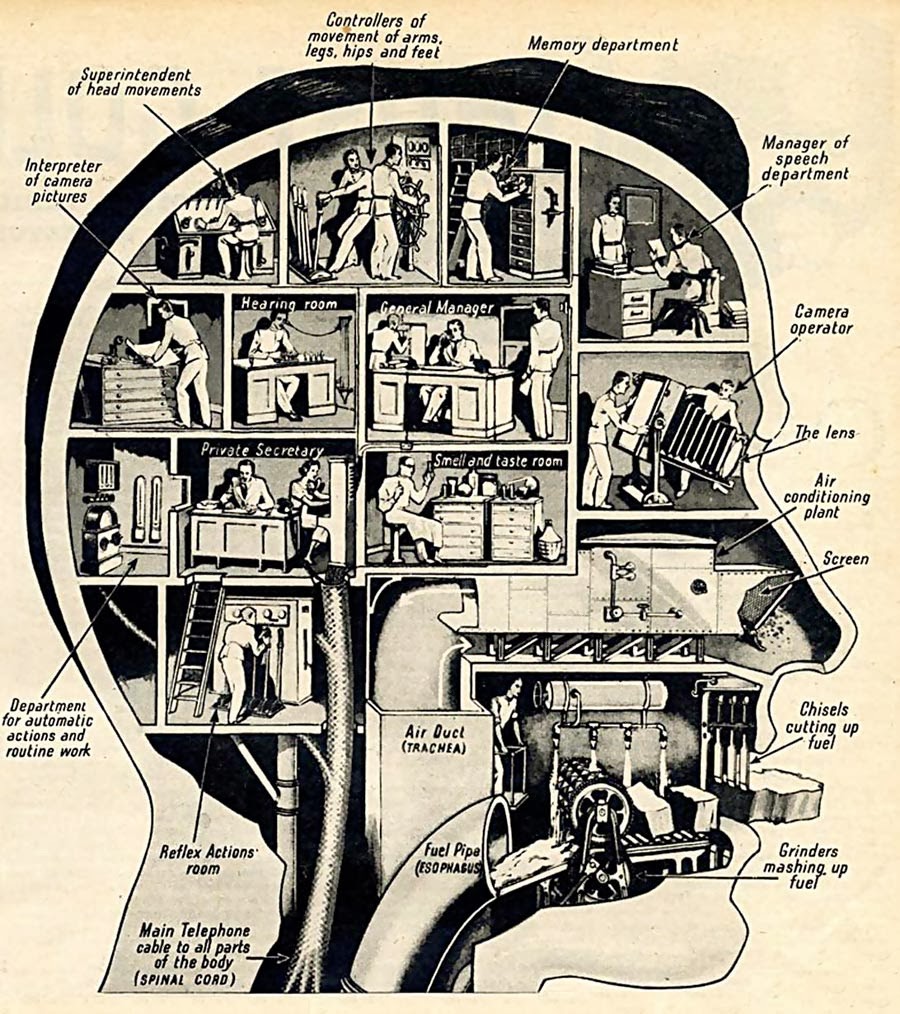 Controllers of
movement of arms,
legs, hips and feet
Memory department
Superintendent
of head movements
Manager of
speech
department
Interpreter
of camera
pictures
Hearing room
General Manager
Camera
operator
The lens
Private Secretary
Smell and taste room
Air
conditioning
plant
Screen
Department
for automatic
actions and
routine work
Air Duct
(TRACHEA)
Chisels
cutting up
fuel
Reflex Actions
room
Fuel Pipe
(ESOPHAGUS)
Grinders
mashing up
fuel
Main Telephone
cable to all parts
of the body
(SPINAL CORD)